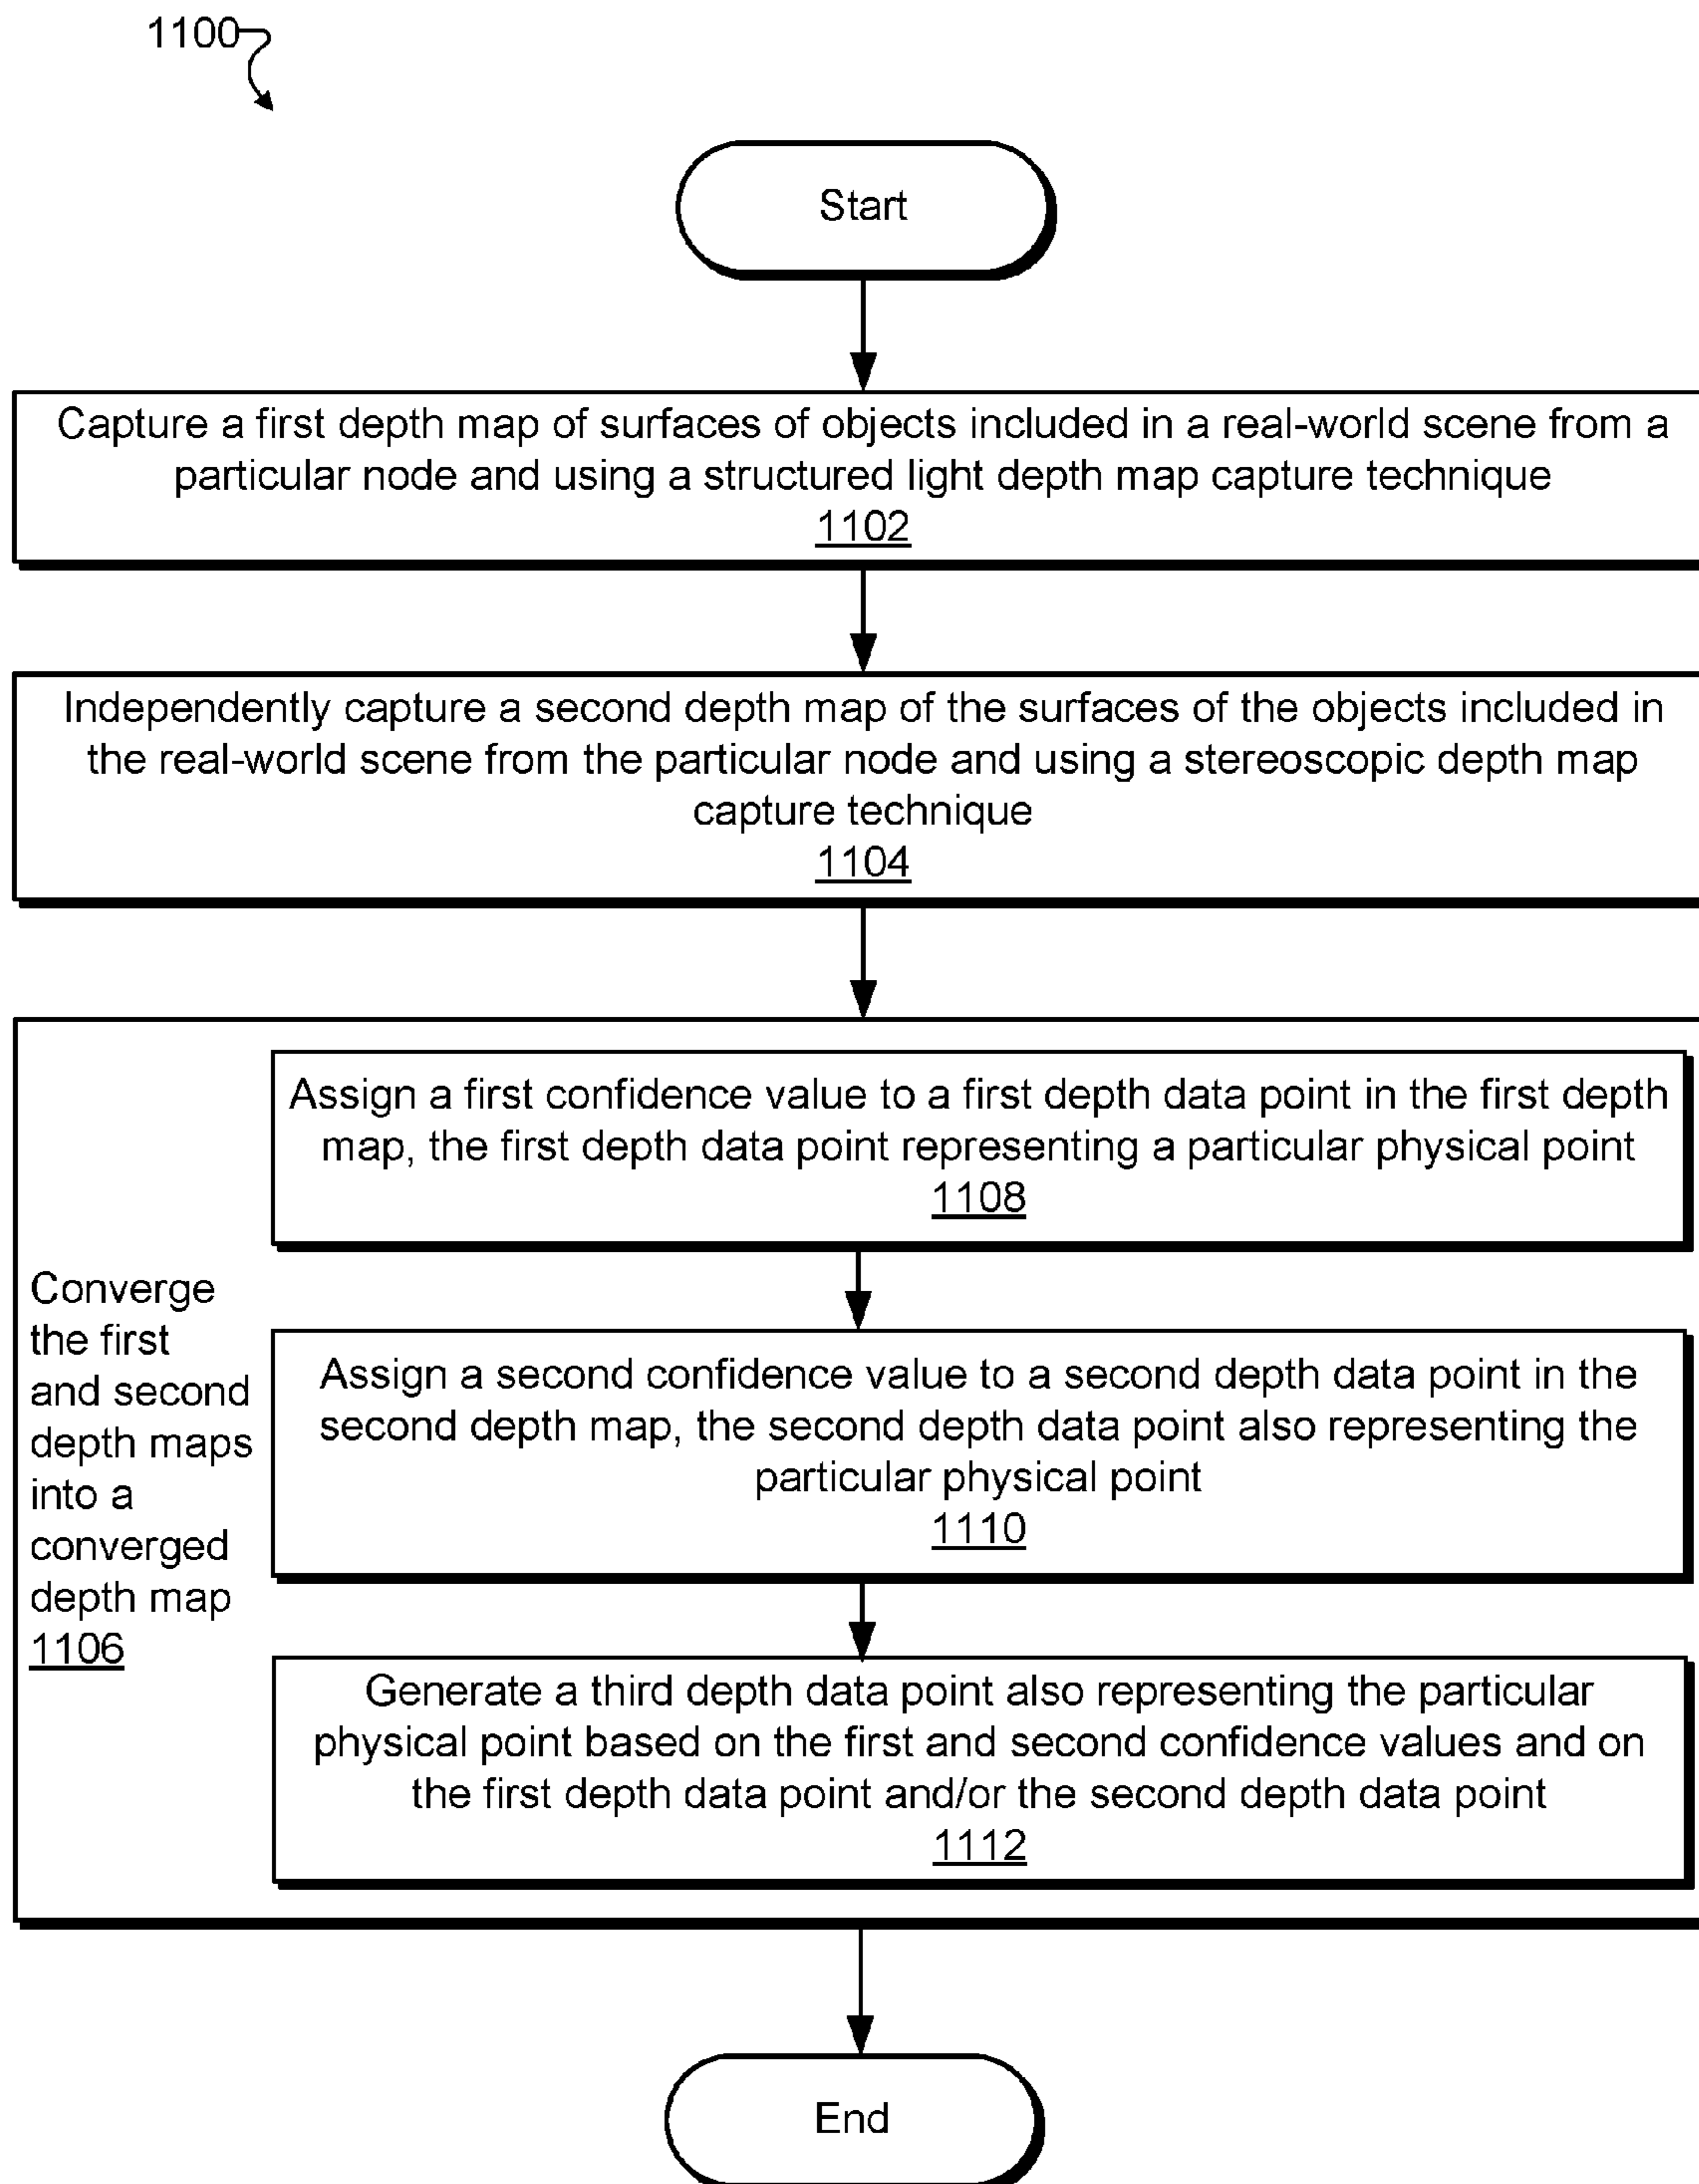 1100
Start
Capture a first depth map of surfaces of objects included in a real-world scene from a
particular node and using a structured light depth map capture technique
1102
Independently capture a second depth map of the surfaces of the objects included in
the real-world scene from the particular node and using a stereoscopic depth map
capture technique
1104
Converge
the first
and second
depth maps
into a
converged
depth map
1106
Assign a first confidence value to a first depth data point in the first depth
map, the first depth data point representing a particular physical point
1108
Assign a second confidence value to a second depth data point in the
second depth map, the second depth data point also representing the
particular physical point
1110
Generate a third depth data point also representing the particular
physical point based on the first and second confidence values and on
the first depth data point and/or the second depth data point
1112
End